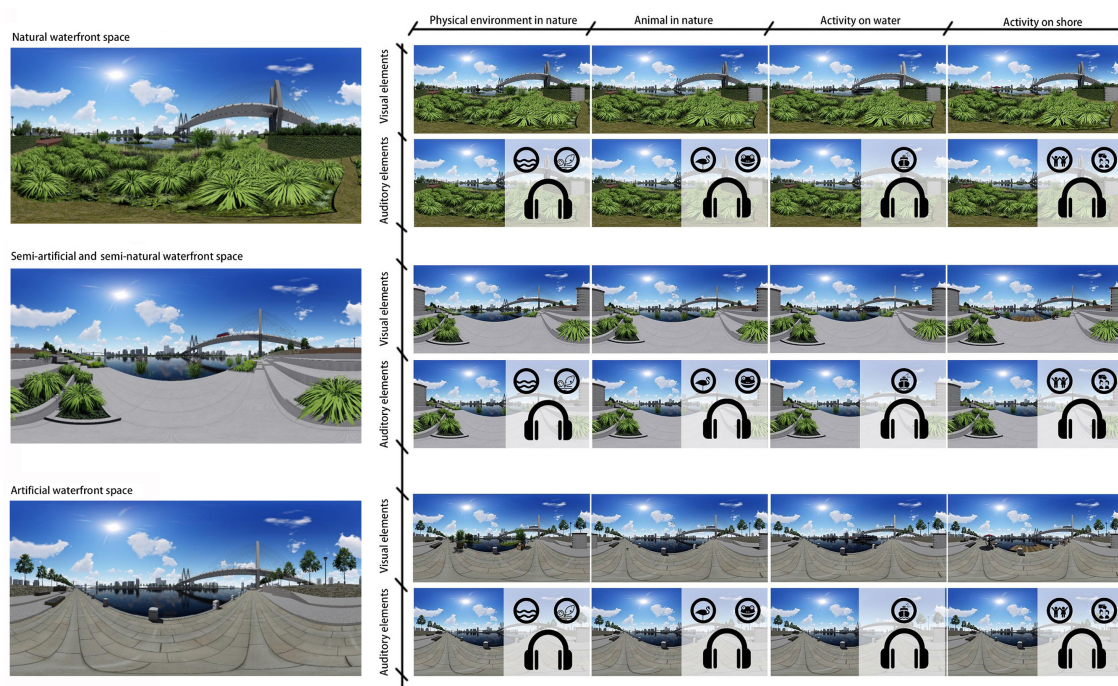 Physical environment in nature
Animal in nature
Activity on water
Activity on shore
Natural waterfront space
Visual elements
Auditory elements
Semi-artificial and semi-natural waterfront space
Visual elements
Auditory elements
Artificial waterfront space
Visual elements
Auditory elements